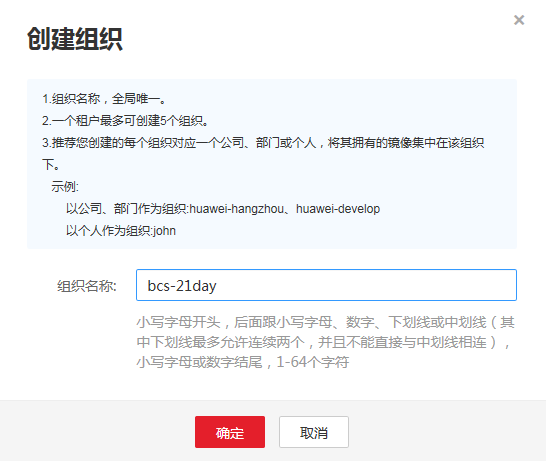 创建组织
×
1.组织名称，全局唯一。
2.一个租户最多可创建5个组织。
3.推荐您创建的每个组织对应一个公司、部门或个人，将其拥有的镜像集中在该组织
下。
示例:
以公司、部门作为组织:huawei-hangzhou、huawei-develop
以个人作为组织:john
组织名称: bcs-21day
小写字母开头，后面跟小写字母、数字、下划线或中划线（其
中下划线最多允许连续两个，并且不能直接与中划线相连），
小写字母或数字结尾，1-64个字符
确定 取消